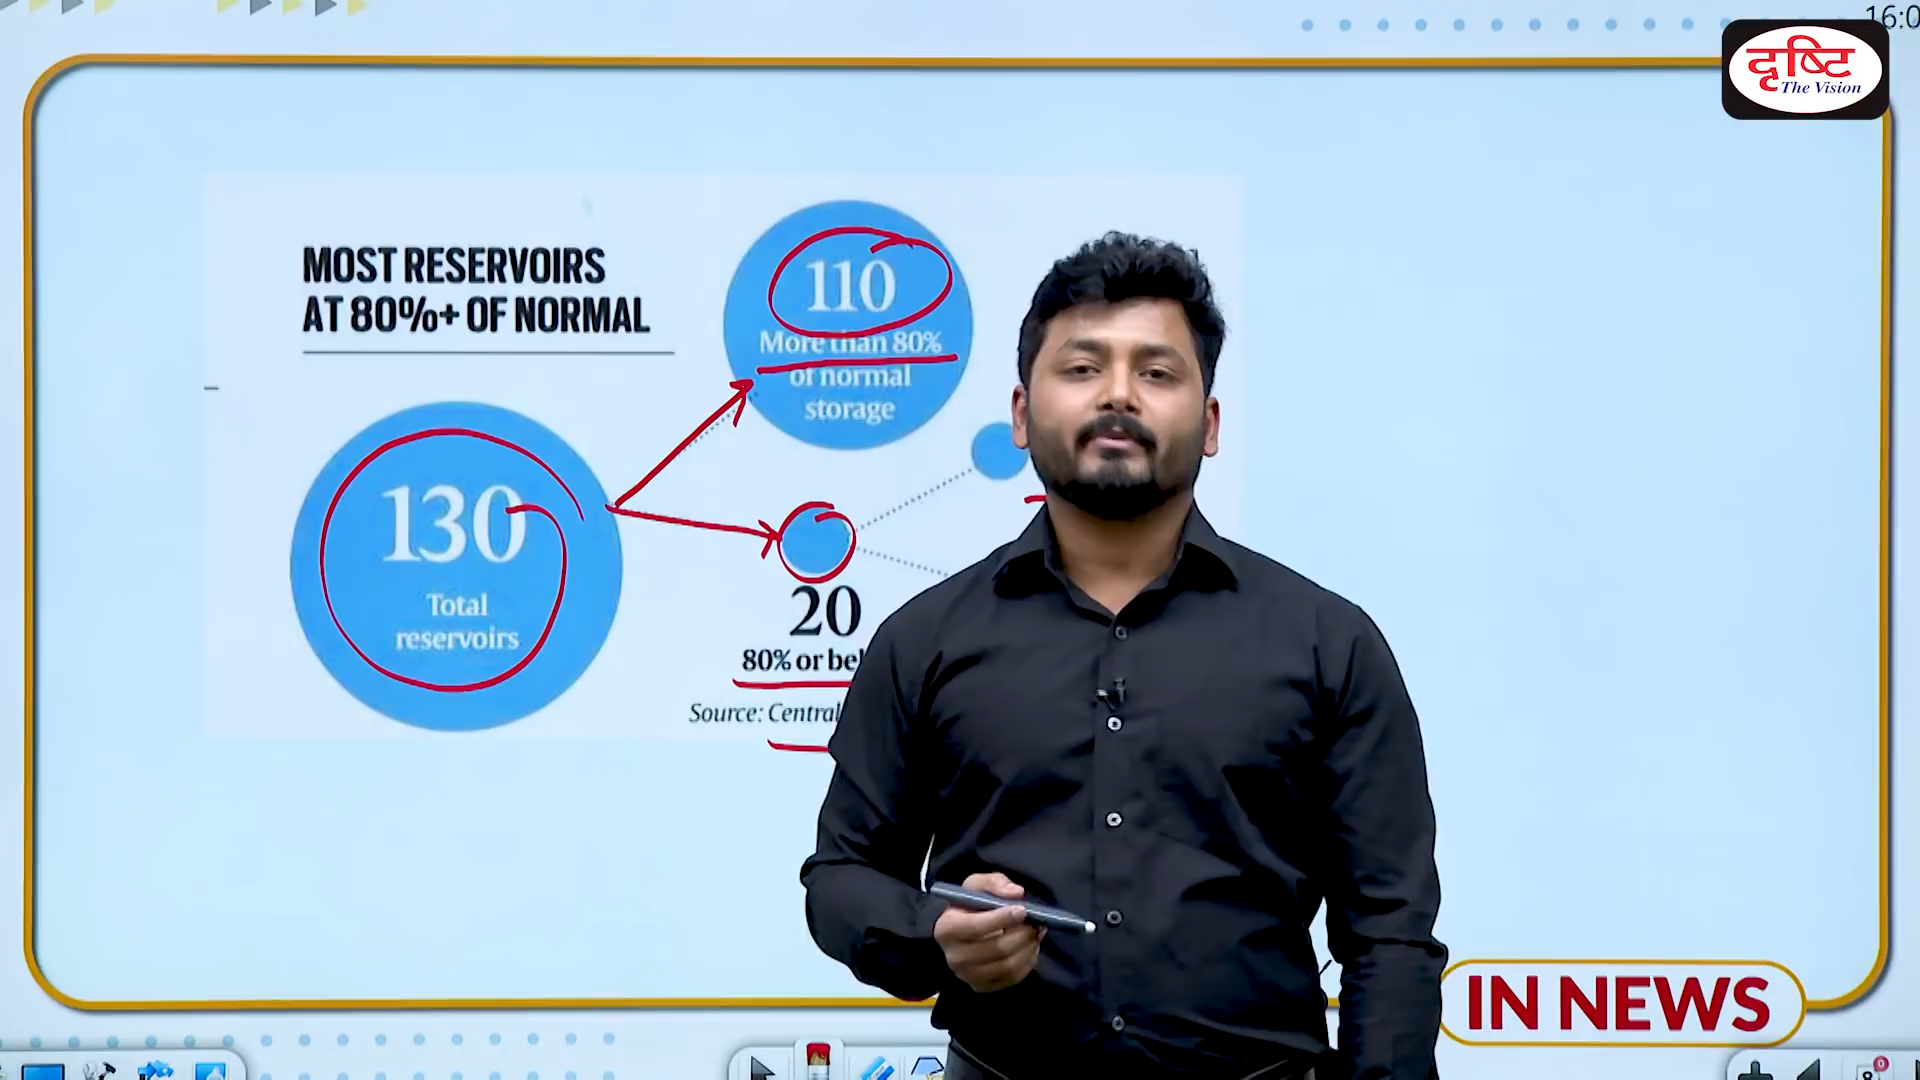 16:0
दृष्टि
The Vision
MOST RESERVOIRS
AT 80%+ OF NORMAL
110
More than 80%
of normal
storage
130
Total
reservoirs
20
80% or
Source: Central
IN NEWS